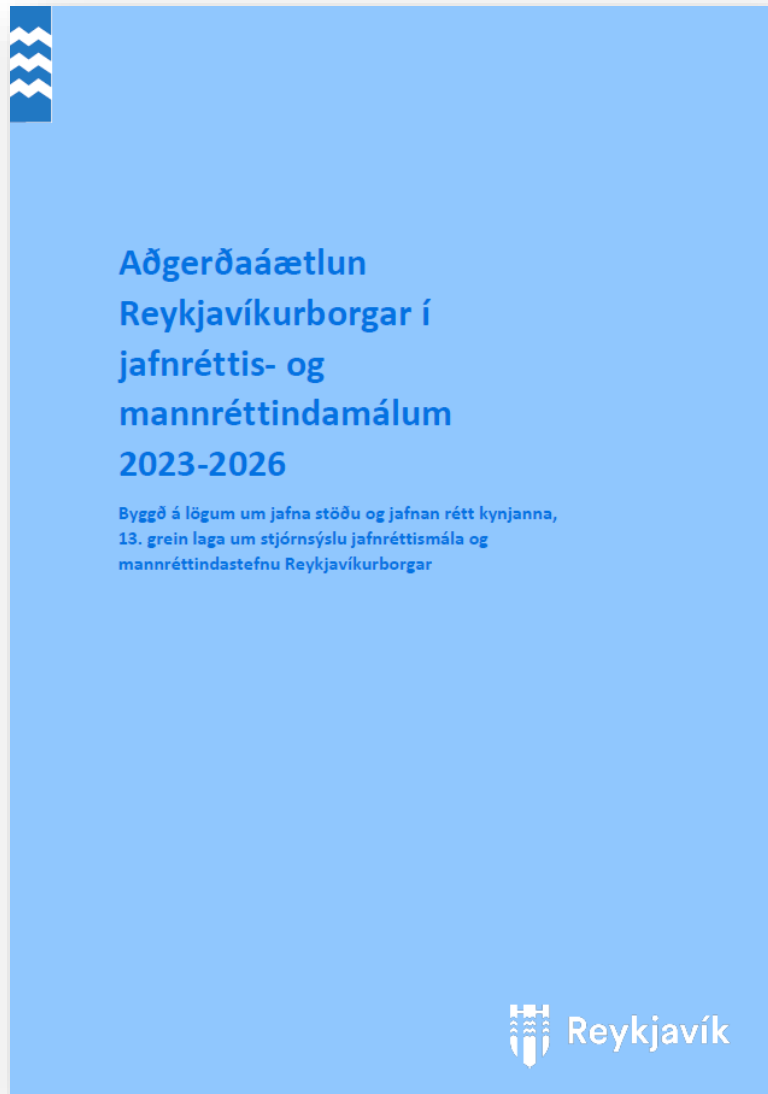 Aðgerðaáætlun
Reykjavíkurborgar í
jafnréttis- og
mannréttindamálum
2023-2026
Byggð á lögum um jafna stöðu og jafnan rétt kynjanna,
13. grein laga um stjórnsýslu jafnréttismála og
mannréttindastefnu Reykjavíkurborgar
Reykjavík